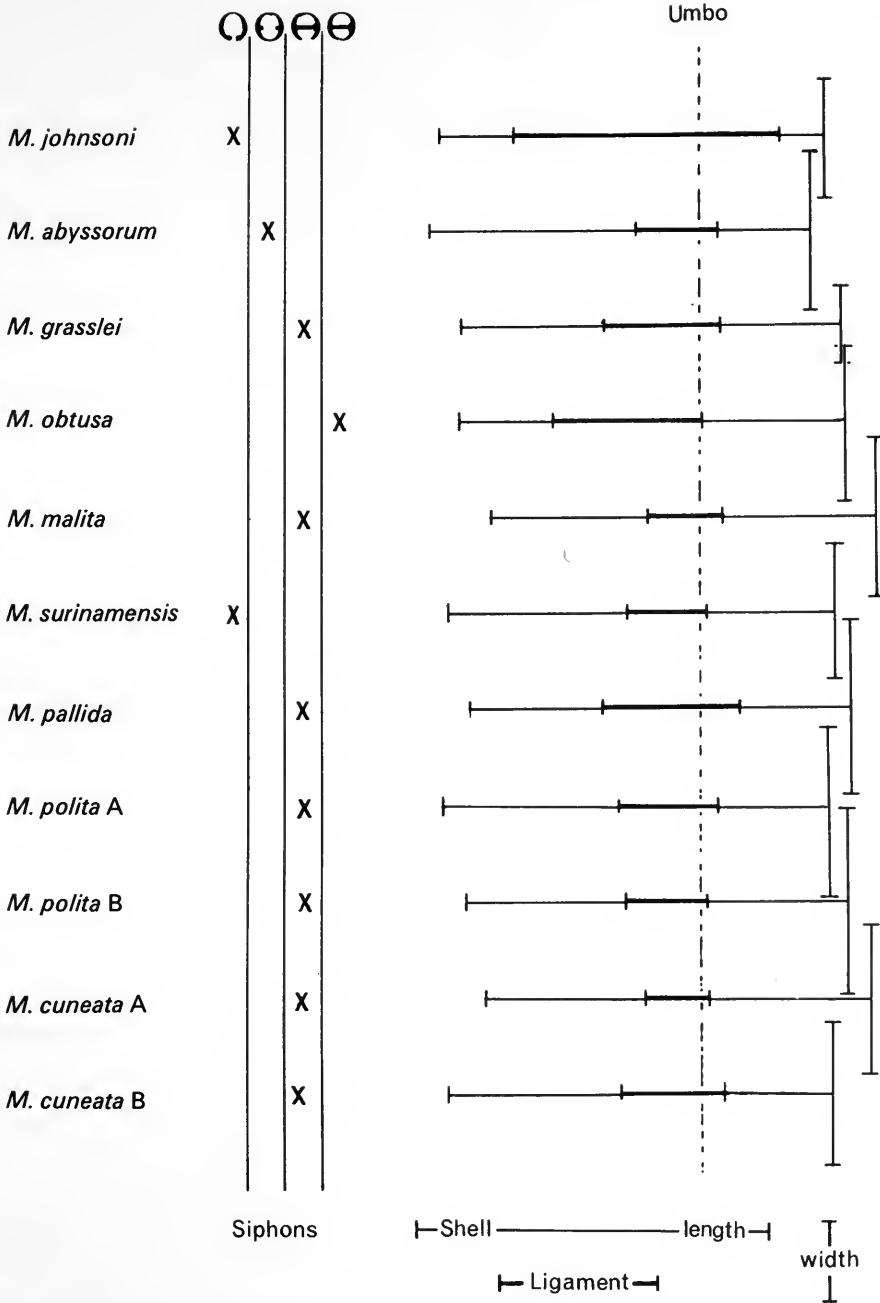 Umbo
M. johnsoni X
M. abyssorum X
M. grasslei X
M. obtusa X
M. malita X
M. surinamensis X
M. pallida X
M. polita A X
M. polita B X
M. cuneata A X
M. cuneata B X
Siphons Shell length
width
Ligament